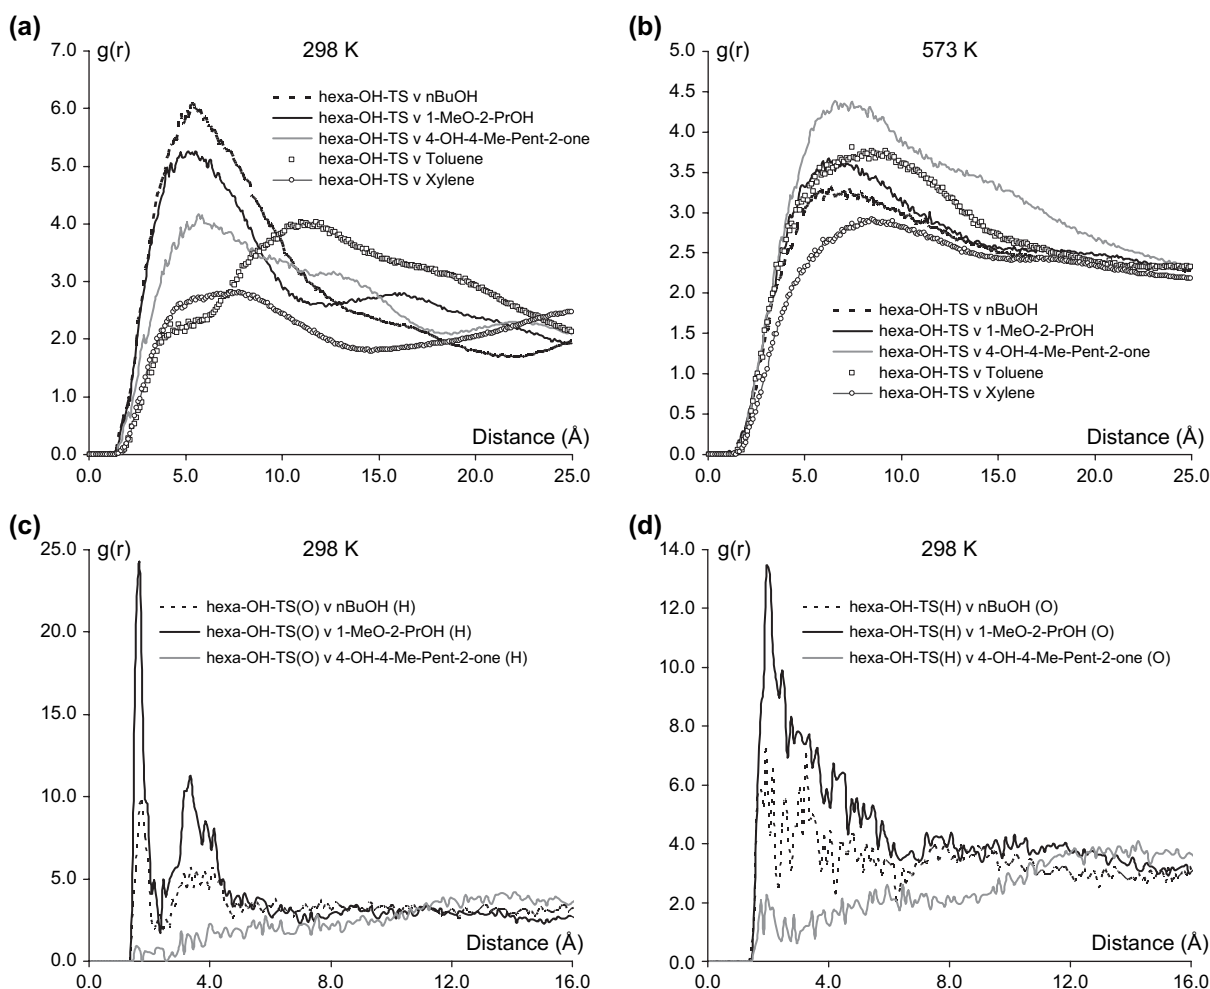 (a)
g(r)
298 K
7.0
6.0
5.0
4.0
3.0
2.0
1.0
0.0
hexa-OH-TS v nBuOH
hexa-OH-TS v 1-MeO-2-PrOH
hexa-OH-TS v 4-OH-4-Me-Pent-2-one
hexa-OH-TS v Toluene
hexa-OH-TS v Xylene
Distance (Å)
0.0 5.0 10.0 15.0 20.0 25.0
(b)
g(r)
573 K
5.0
4.5
4.0
3.5
3.0
2.5
2.0
1.5
1.0
0.5
0.0
hexa-OH-TS v nBuOH
hexa-OH-TS v 1-MeO-2-PrOH
hexa-OH-TS v 4-OH-4-Me-Pent-2-one
hexa-OH-TS v Toluene
hexa-OH-TS v Xylene
Distance (Å)
0.0 5.0 10.0 15.0 20.0 25.0
(c)
g(r)
298 K
25.0
20.0
15.0
10.0
5.0
0.0
hexa-OH-TS(O) v nBuOH (H)
hexa-OH-TS(O) v 1-MeO-2-PrOH (H)
hexa-OH-TS(O) v 4-OH-4-Me-Pent-2-one (H)
Distance (Å)
0.0 4.0 8.0 12.0 16.0
(d)
g(r)
298 K
14.0
12.0
10.0
8.0
6.0
4.0
2.0
0.0
hexa-OH-TS(H) v nBuOH (O)
hexa-OH-TS(H) v 1-MeO-2-PrOH (O)
hexa-OH-TS(H) v 4-OH-4-Me-Pent-2-one (O)
Distance (Å)
0.0 4.0 8.0 12.0 16.0